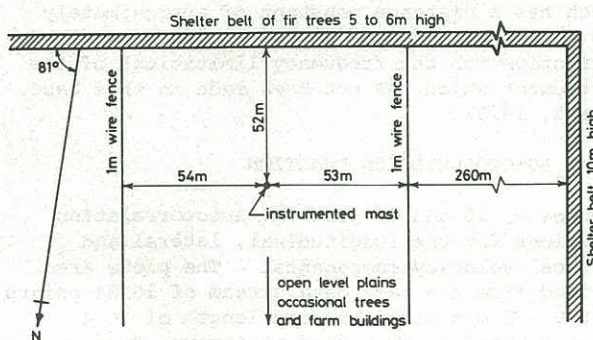 Shelter belt of fir trees 5 to 6m high
81°
1m wire fence
52m
1m wire fence
Shelter belt 10m high
54m
53m
260m
instrumented mast
open level plains
occasional trees
and farm buildings
N